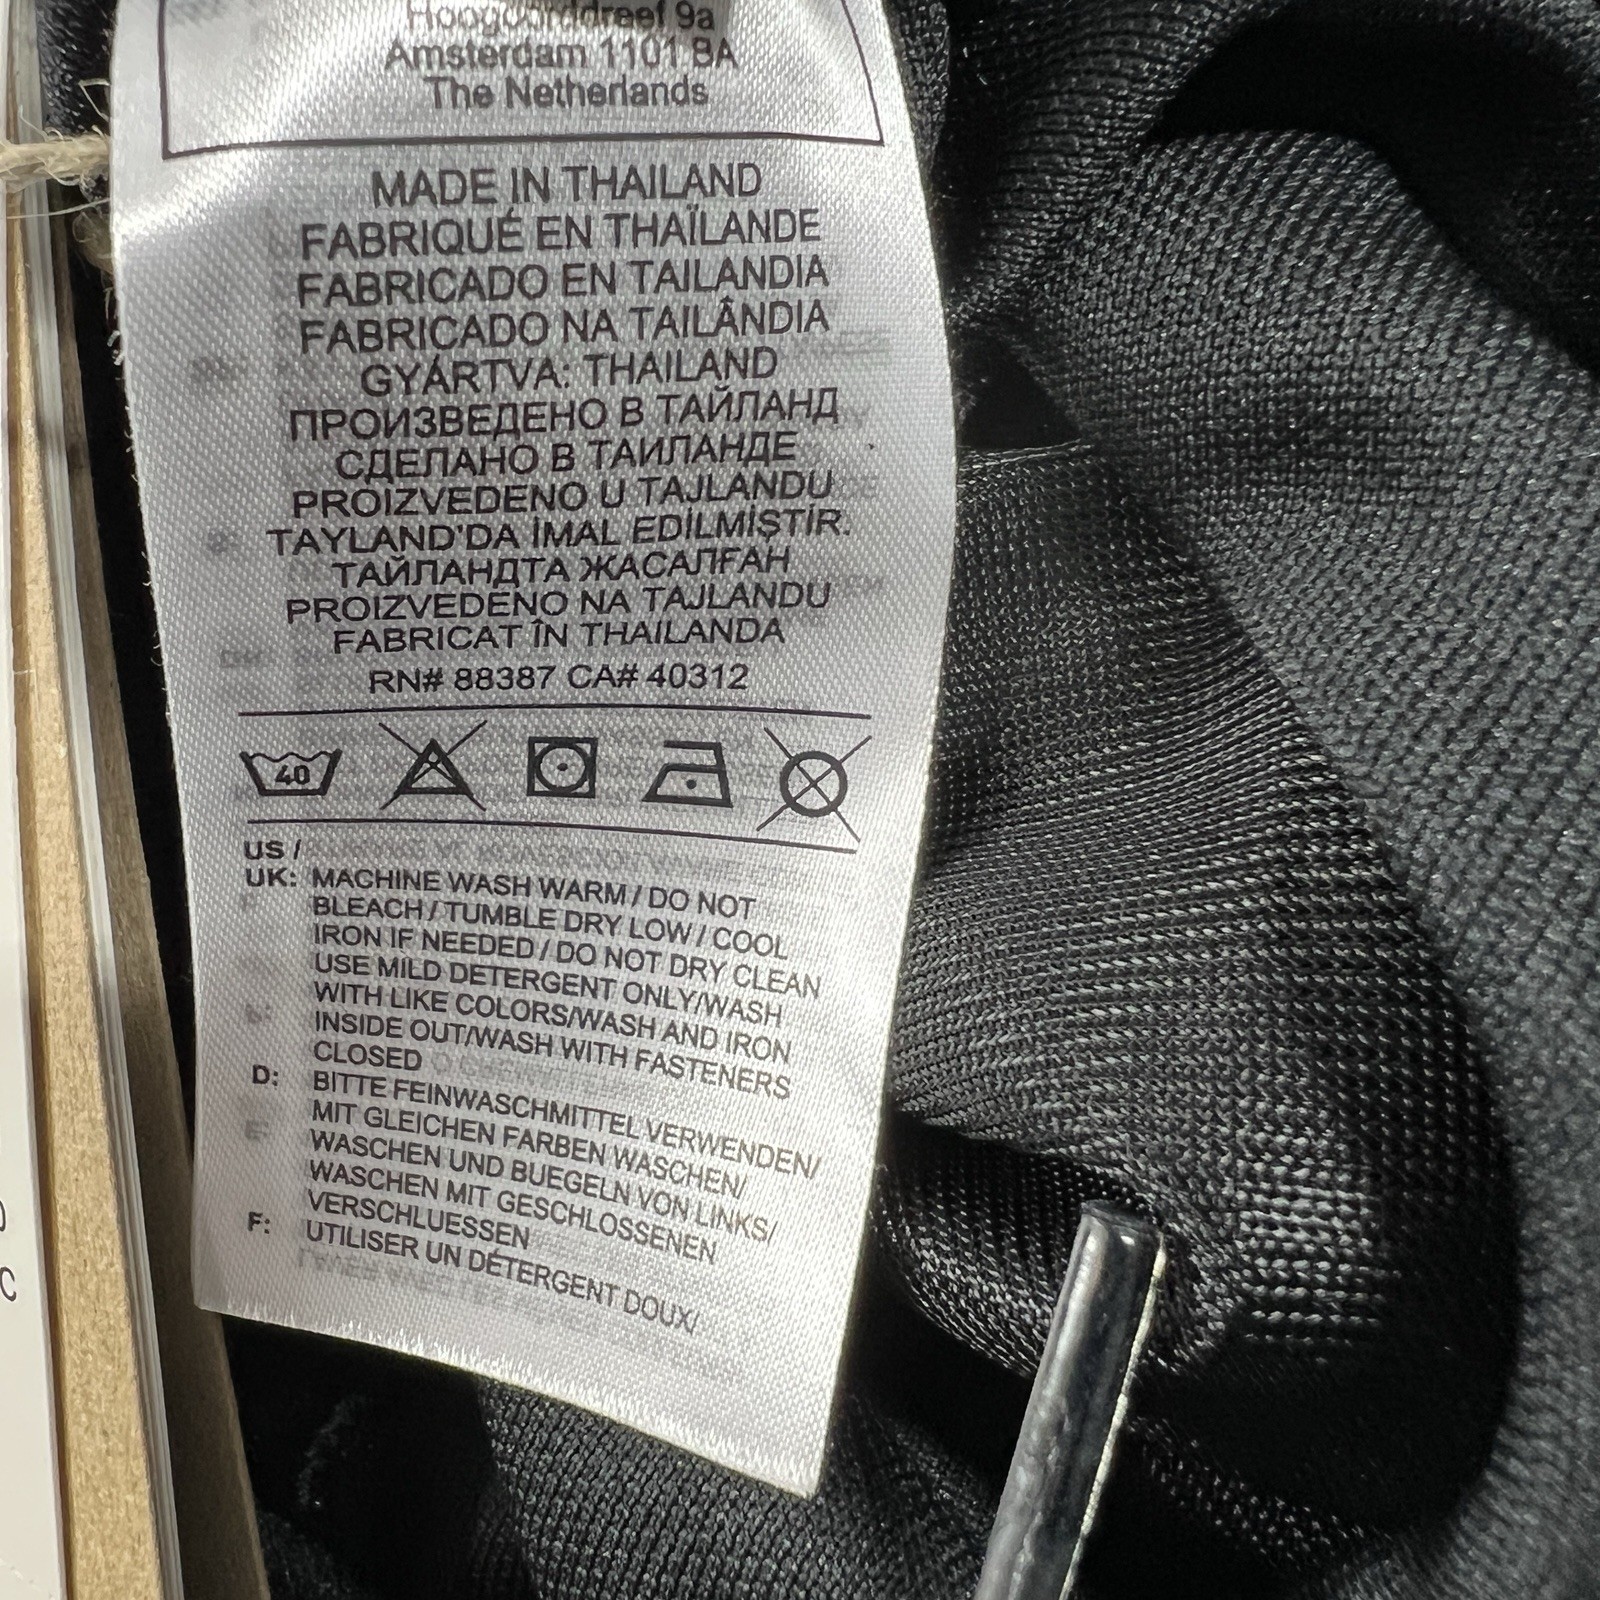 Hoogoorddreef 9a
Amsterdam 1101 BA
The Netherlands
MADE IN THAILAND
FABRIQUÉ EN THAÏLANDE
FABRICADO EN TAILANDIA
FABRICADO NA TAILÂNDIA
GYÁRTVA: THAILAND
ПРОИЗВЕДЕНО В ТАЙЛАНД
СДЕЛАНО В ТАИЛАНДЕ
PROIZVEDENO U TAJLANDU
TAYLAND'DA İMAL EDİLMİŞTİR.
ТАЙЛАНДТА ЖАСАЛҒАН
PROIZVEDENO NA TAJLANDU
FABRICAT ÎN THAILANDA
RN# 88387 CA# 40312
40
US /
UK: MACHINE WASH WARM / DO NOT
BLEACH / TUMBLE DRY LOW / COOL
IRON IF NEEDED / DO NOT DRY CLEAN
USE MILD DETERGENT ONLY/WASH
WITH LIKE COLORS/WASH AND IRON
INSIDE OUT/WASH WITH FASTENERS
CLOSED
D: BITTE FEINWASCHMITTEL VERWENDEN/
MIT GLEICHEN FARBEN WASCHEN/
WASCHEN UND BUEGELN VON LINKS/
WASCHEN MIT GESCHLOSSENEN
VERSCHLUESSEN
F: UTILISER UN DÉTERGENT DOUX/